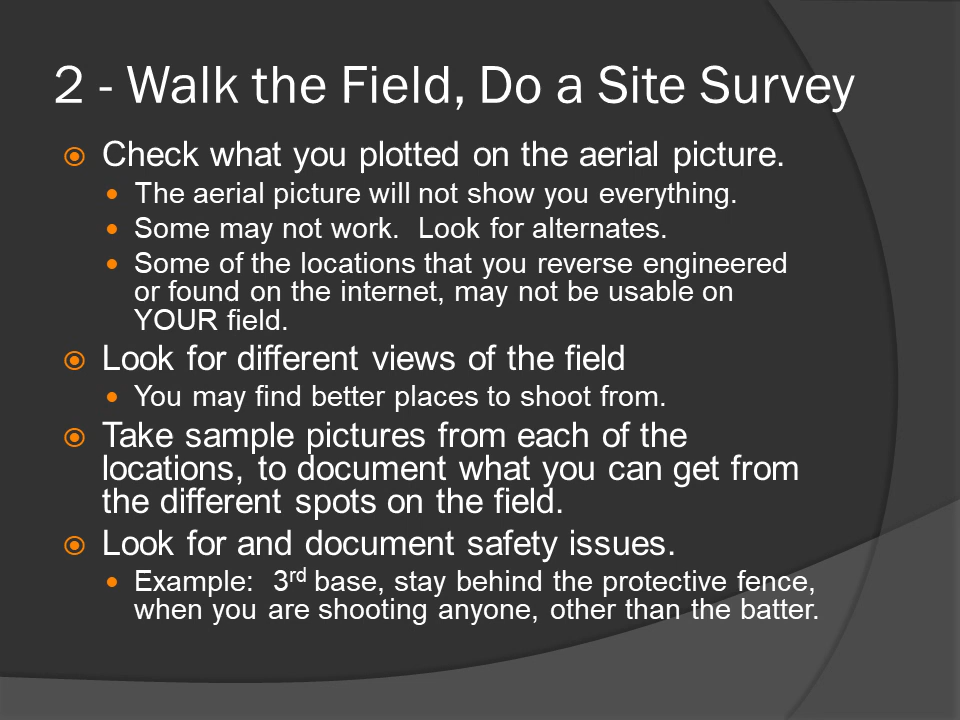 2 - Walk the Field, Do a Site Survey
Check what you plotted on the aerial picture.
The aerial picture will not show you everything.
Some may not work.  Look for alternates.
Some of the locations that you reverse engineered
or found on the internet, may not be usable on
YOUR field.
Look for different views of the field
You may find better places to shoot from.
Take sample pictures from each of the
locations, to document what you can get from
the different spots on the field.
Look for and document safety issues.
Example:  3rd base, stay behind the protective fence,
when you are shooting anyone, other than the batter.